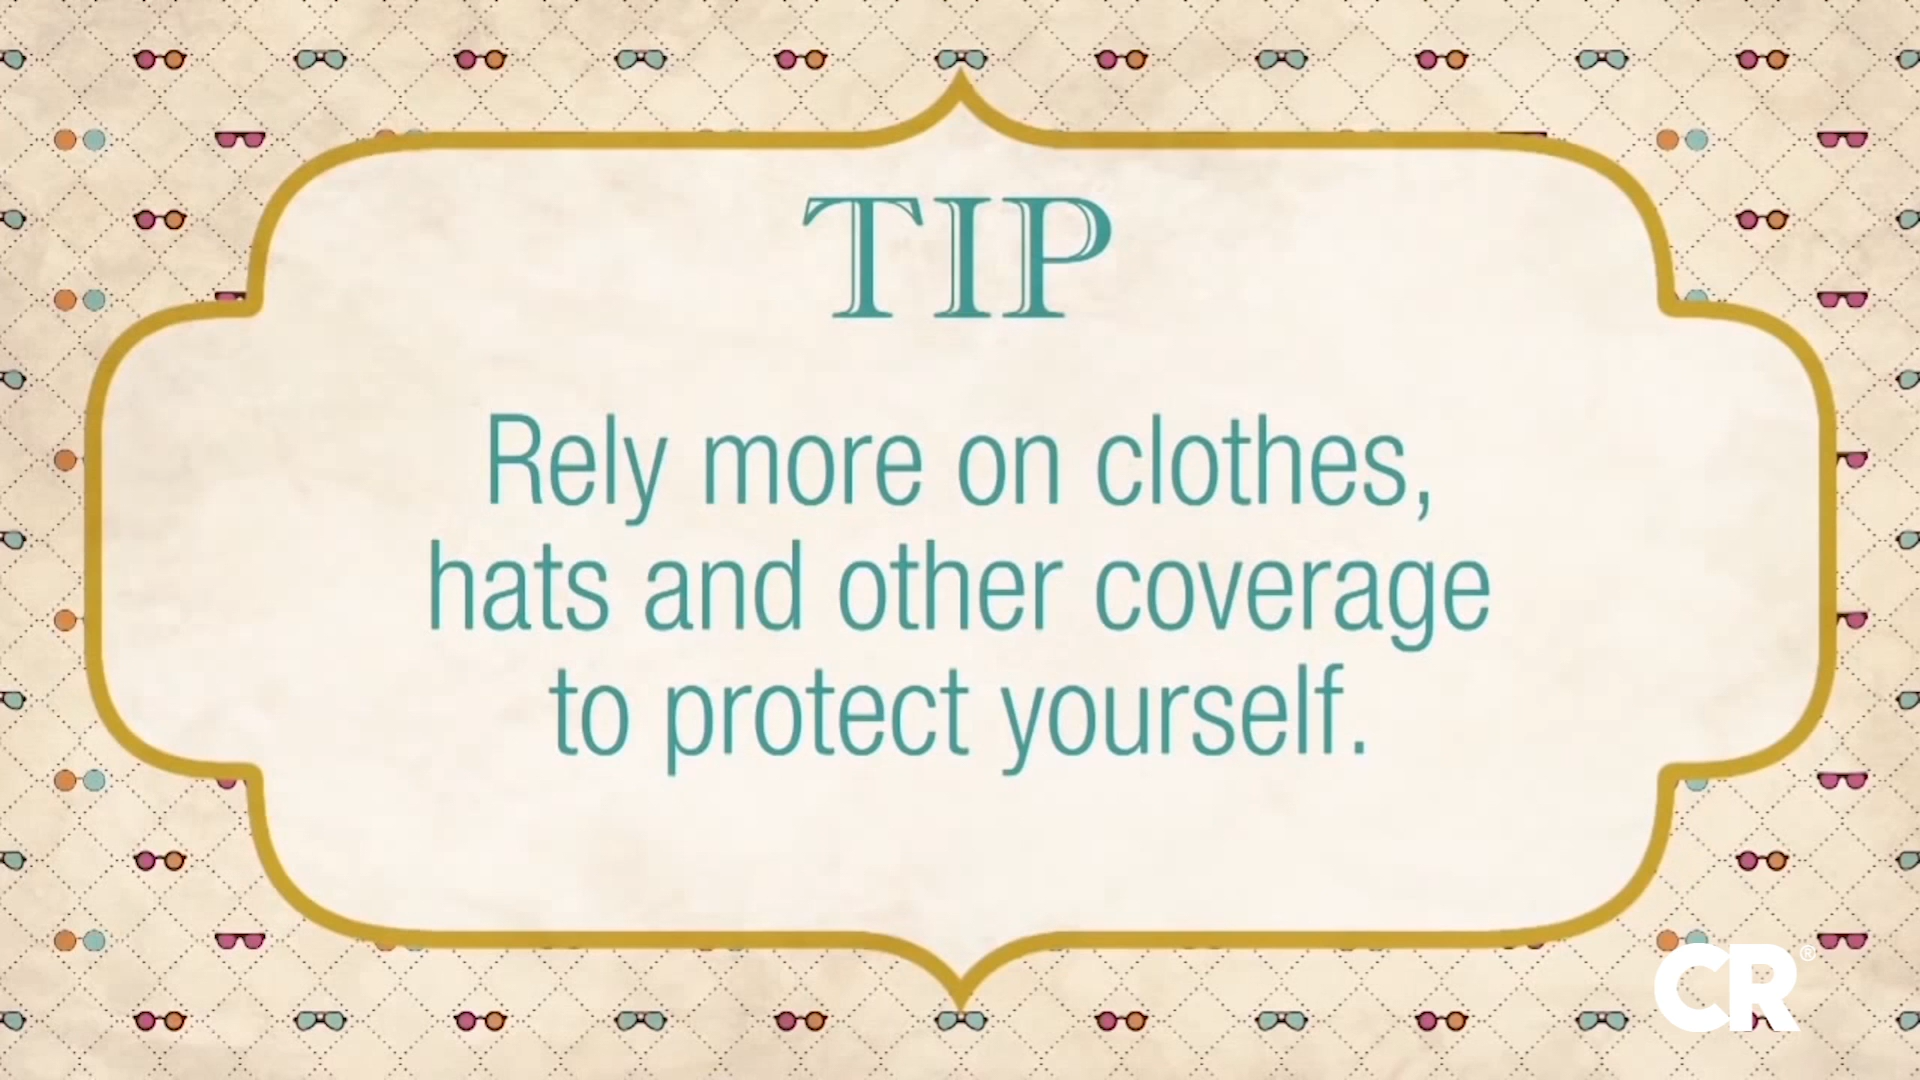 TIP
Rely more on clothes,
hats and other coverage
to protect yourself.
CR®